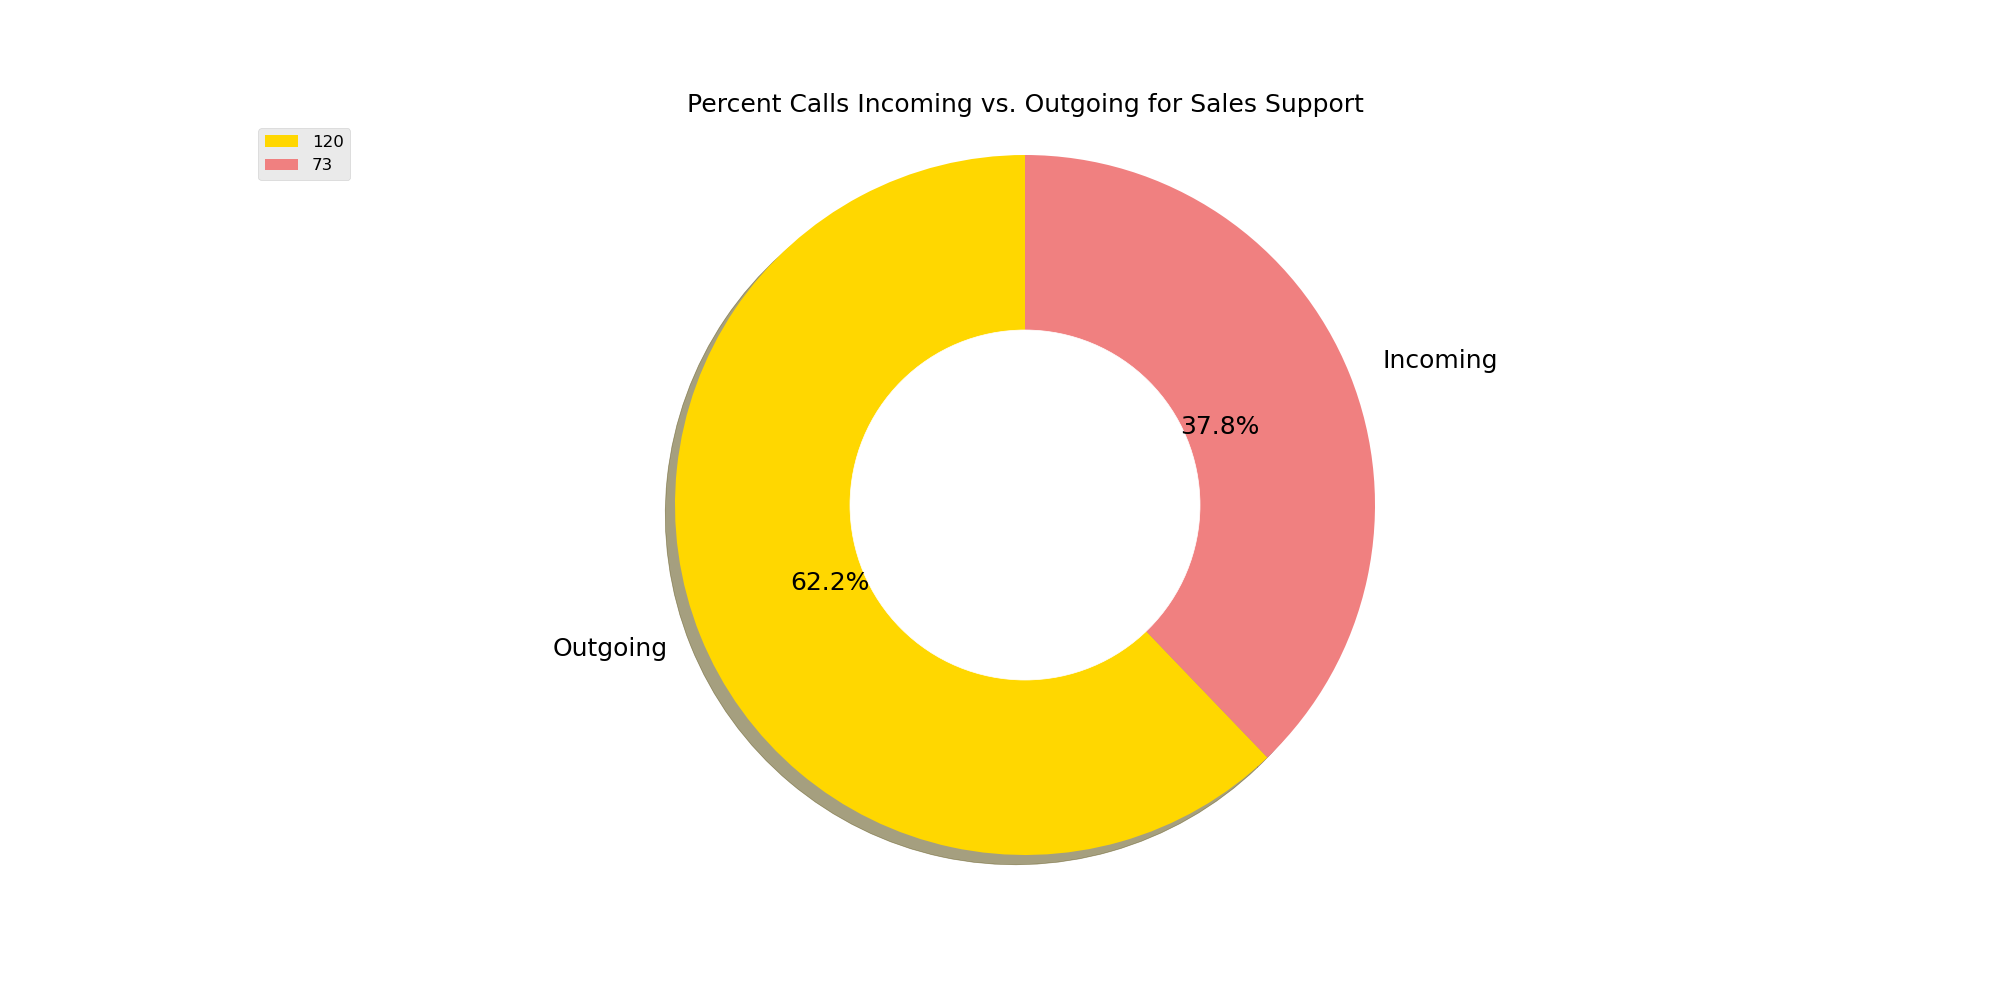 Percent Calls Incoming vs. Outgoing for Sales Support
120
73
Incoming
37.8%
62.2%
Outgoing